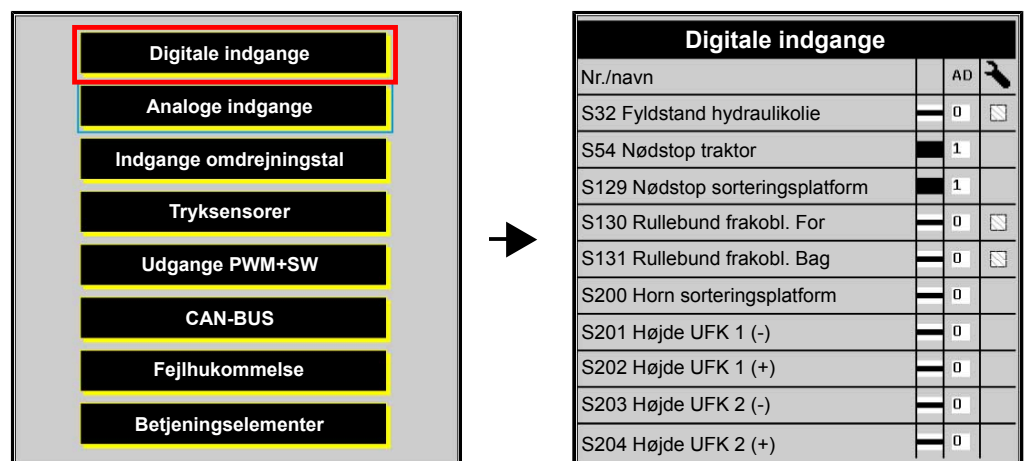 Digitale indgange
Analoge indgange
Indgange omdrejningstal
Tryksensorer
Udgange PWM+SW
CAN-BUS
Fejlhukommelse
Betjeningselementer
Digitale indgange
Nr./navn AD
S32 Fyldstand hydraulikolie 0
S54 Nødstop traktor 1
S129 Nødstop sorteringsplatform 1
S130 Rullebund frakobl. For 0
S131 Rullebund frakobl. Bag 0
S200 Horn sorteringsplatform 0
S201 Højde UFK 1 (-) 0
S202 Højde UFK 1 (+) 0
S203 Højde UFK 2 (-) 0
S204 Højde UFK 2 (+) 0